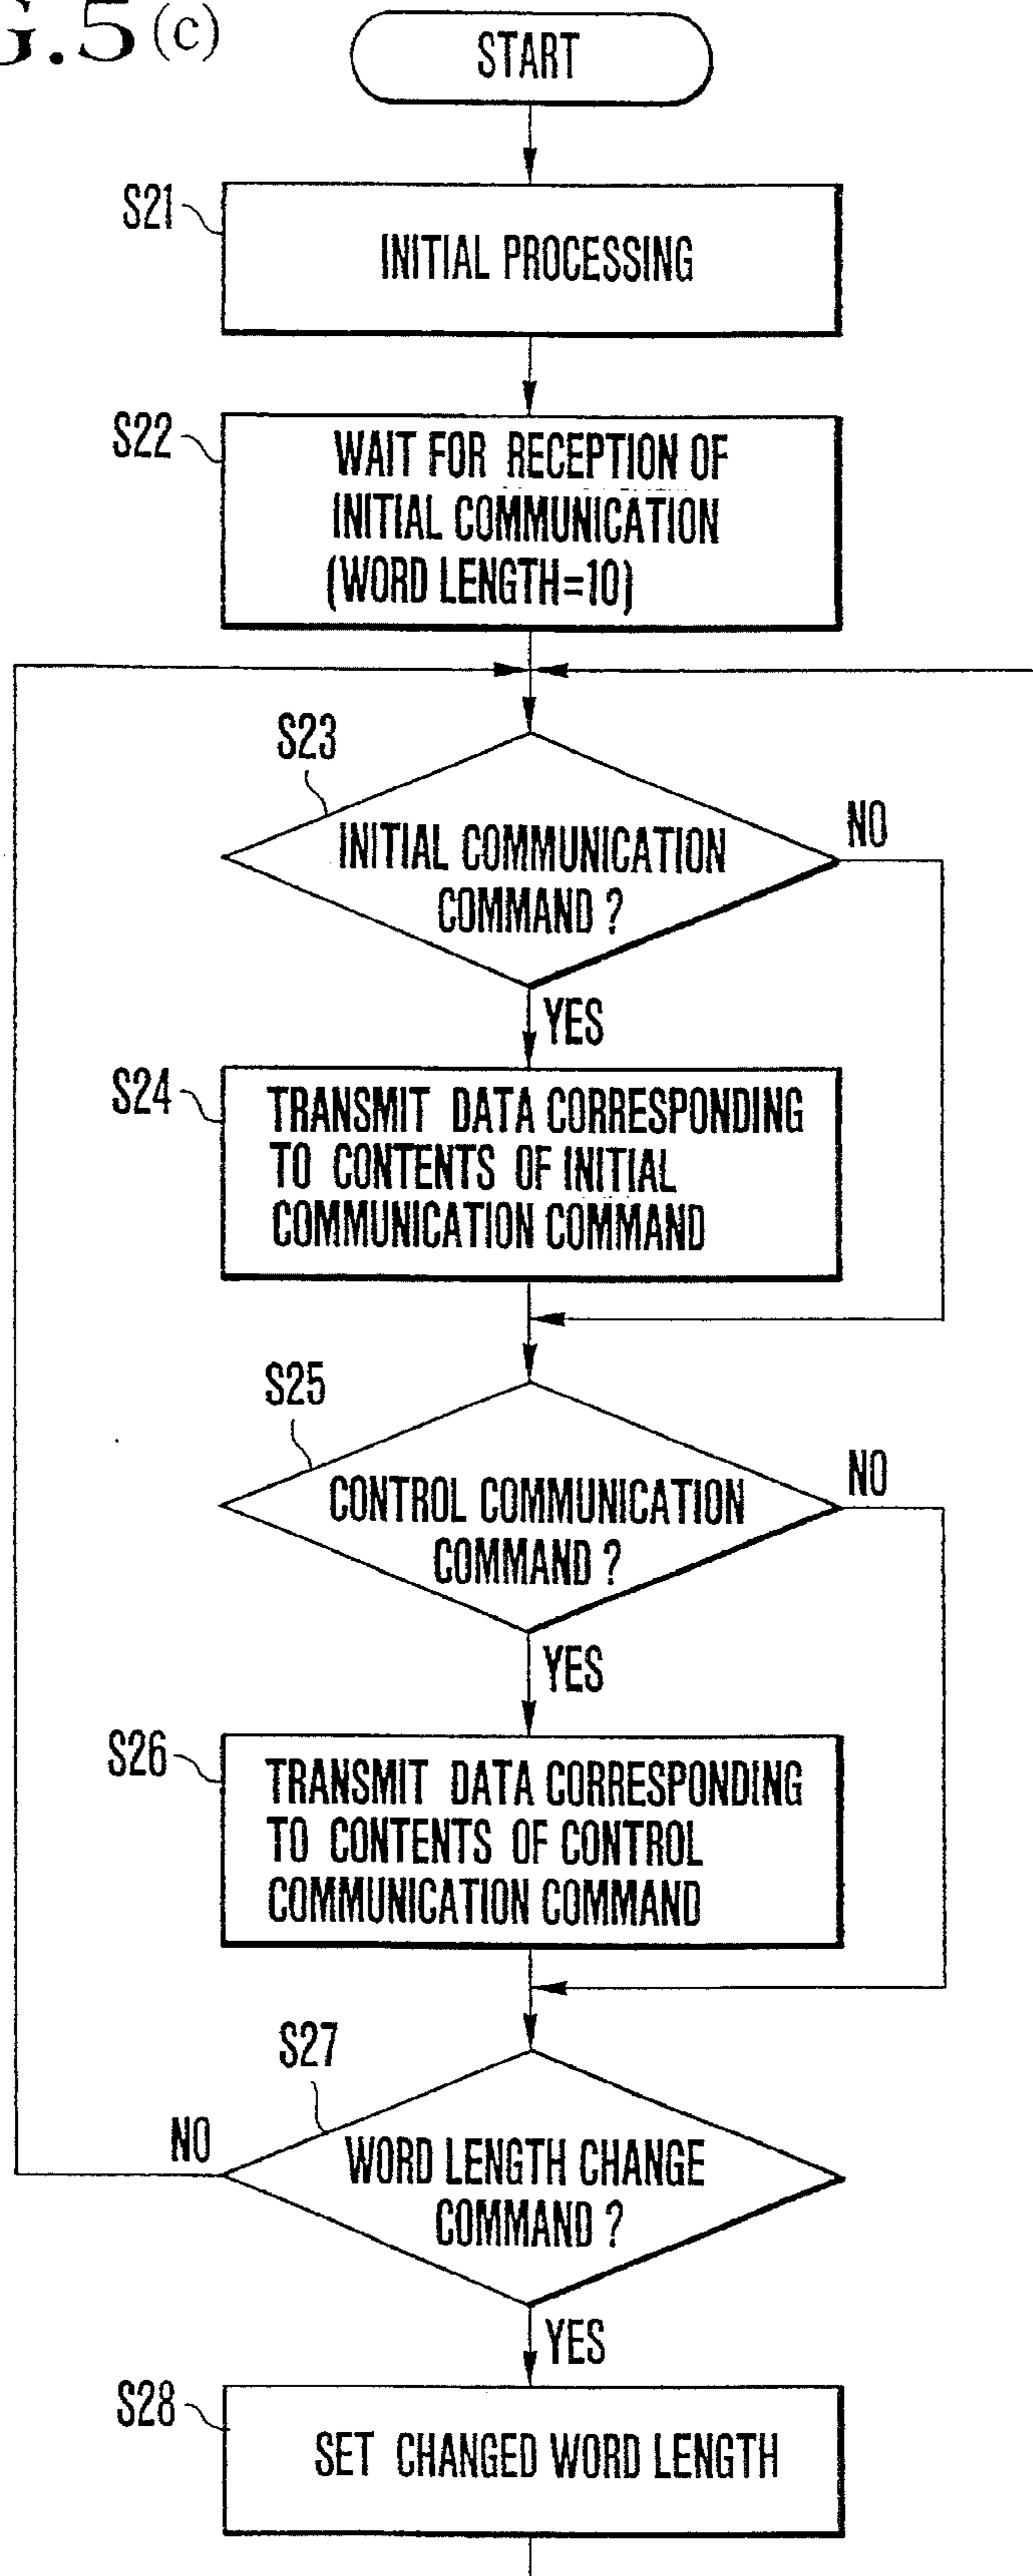 G.5 (c)
START
S21
INITIAL PROCESSING
S22
WAIT FOR RECEPTION OF
INITIAL COMMUNICATION
(WORD LENGTH=10)
S23
INITIAL COMMUNICATION
COMMAND ?
NO
YES
S24
TRANSMIT DATA CORRESPONDING
TO CONTENTS OF INITIAL
COMMUNICATION COMMAND
S25
CONTROL COMMUNICATION
COMMAND ?
NO
YES
S26
TRANSMIT DATA CORRESPONDING
TO CONTENTS OF CONTROL
COMMUNICATION COMMAND
S27
NO
WORD LENGTH CHANGE
COMMAND ?
YES
S28
SET CHANGED WORD LENGTH